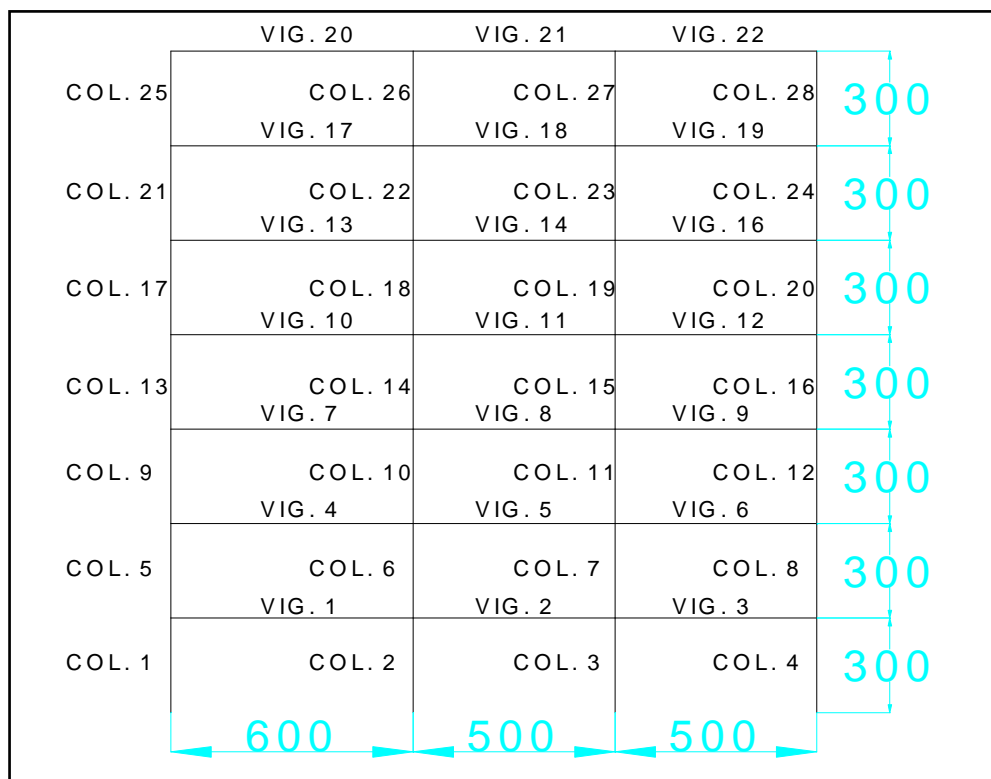 VIG. 20 VIG. 21 VIG. 22
COL. 25 COL. 26 COL. 27 COL. 28 300
VIG. 17 VIG. 18 VIG. 19
COL. 21 COL. 22 COL. 23 COL. 24 300
VIG. 13 VIG. 14 VIG. 16
COL. 17 COL. 18 COL. 19 COL. 20 300
VIG. 10 VIG. 11 VIG. 12
COL. 13 COL. 14 COL. 15 COL. 16 300
VIG. 7 VIG. 8 VIG. 9
COL. 9 COL. 10 COL. 11 COL. 12 300
VIG. 4 VIG. 5 VIG. 6
COL. 5 COL. 6 COL. 7 COL. 8 300
VIG. 1 VIG. 2 VIG. 3
COL. 1 COL. 2 COL. 3 COL. 4 300
600 500 500